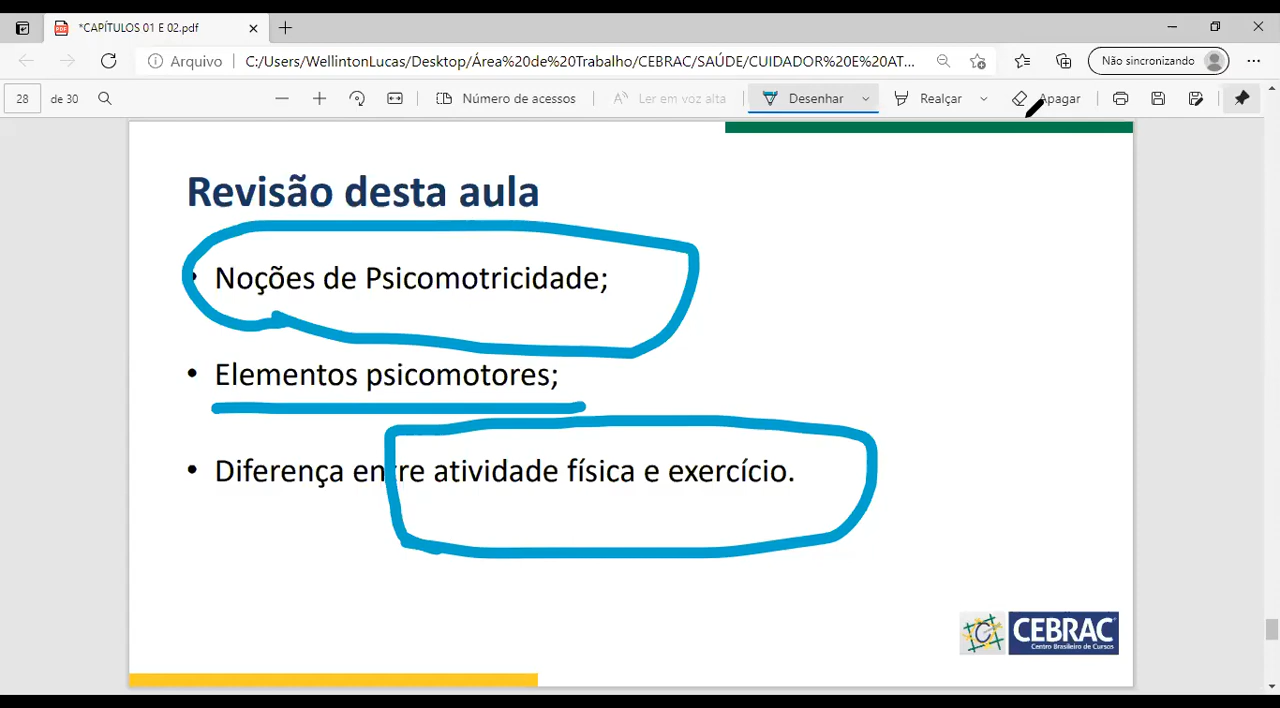 *CAPÍTULOS 01 E 02.pdf
Arquivo C:/Users/WellintonLucas/Desktop/Área%20de%20Trabalho/CEBRAC/SAÚDE/CUIDADOR%20E%20AT... Não sincronizando
28 de 30 Número de acessos Ler em voz alta Desenhar Realçar Apagar
Revisão desta aula
• Noções de Psicomotricidade;
• Elementos psicomotores;
• Diferença entre atividade física e exercício.
CEBRAC
Centro Brasileiro de Cursos